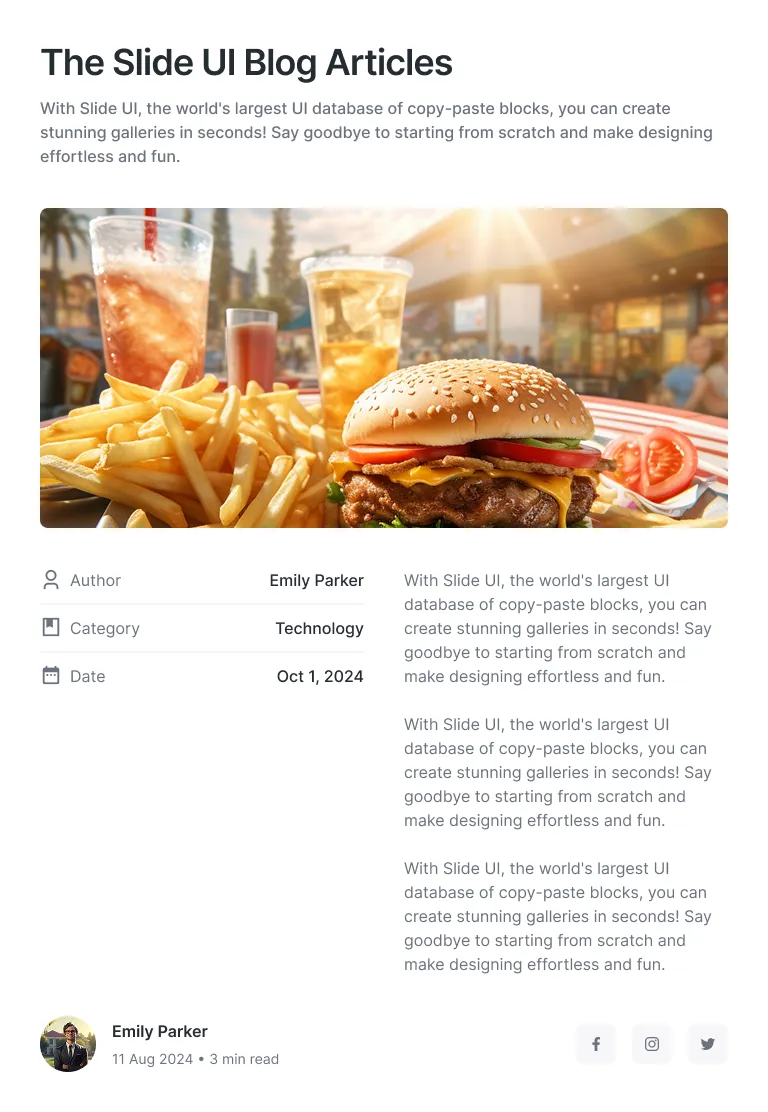 The Slide UI Blog Articles
With Slide UI, the world's largest UI database of copy-paste blocks, you can create
stunning galleries in seconds! Say goodbye to starting from scratch and make designing
effortless and fun.
Author Emily Parker
Category Technology
Date Oct 1, 2024
With Slide UI, the world's largest UI
database of copy-paste blocks, you can
create stunning galleries in seconds! Say
goodbye to starting from scratch and
make designing effortless and fun.
With Slide UI, the world's largest UI
database of copy-paste blocks, you can
create stunning galleries in seconds! Say
goodbye to starting from scratch and
make designing effortless and fun.
With Slide UI, the world's largest UI
database of copy-paste blocks, you can
create stunning galleries in seconds! Say
goodbye to starting from scratch and
make designing effortless and fun.
Emily Parker
11 Aug 2024 • 3 min read